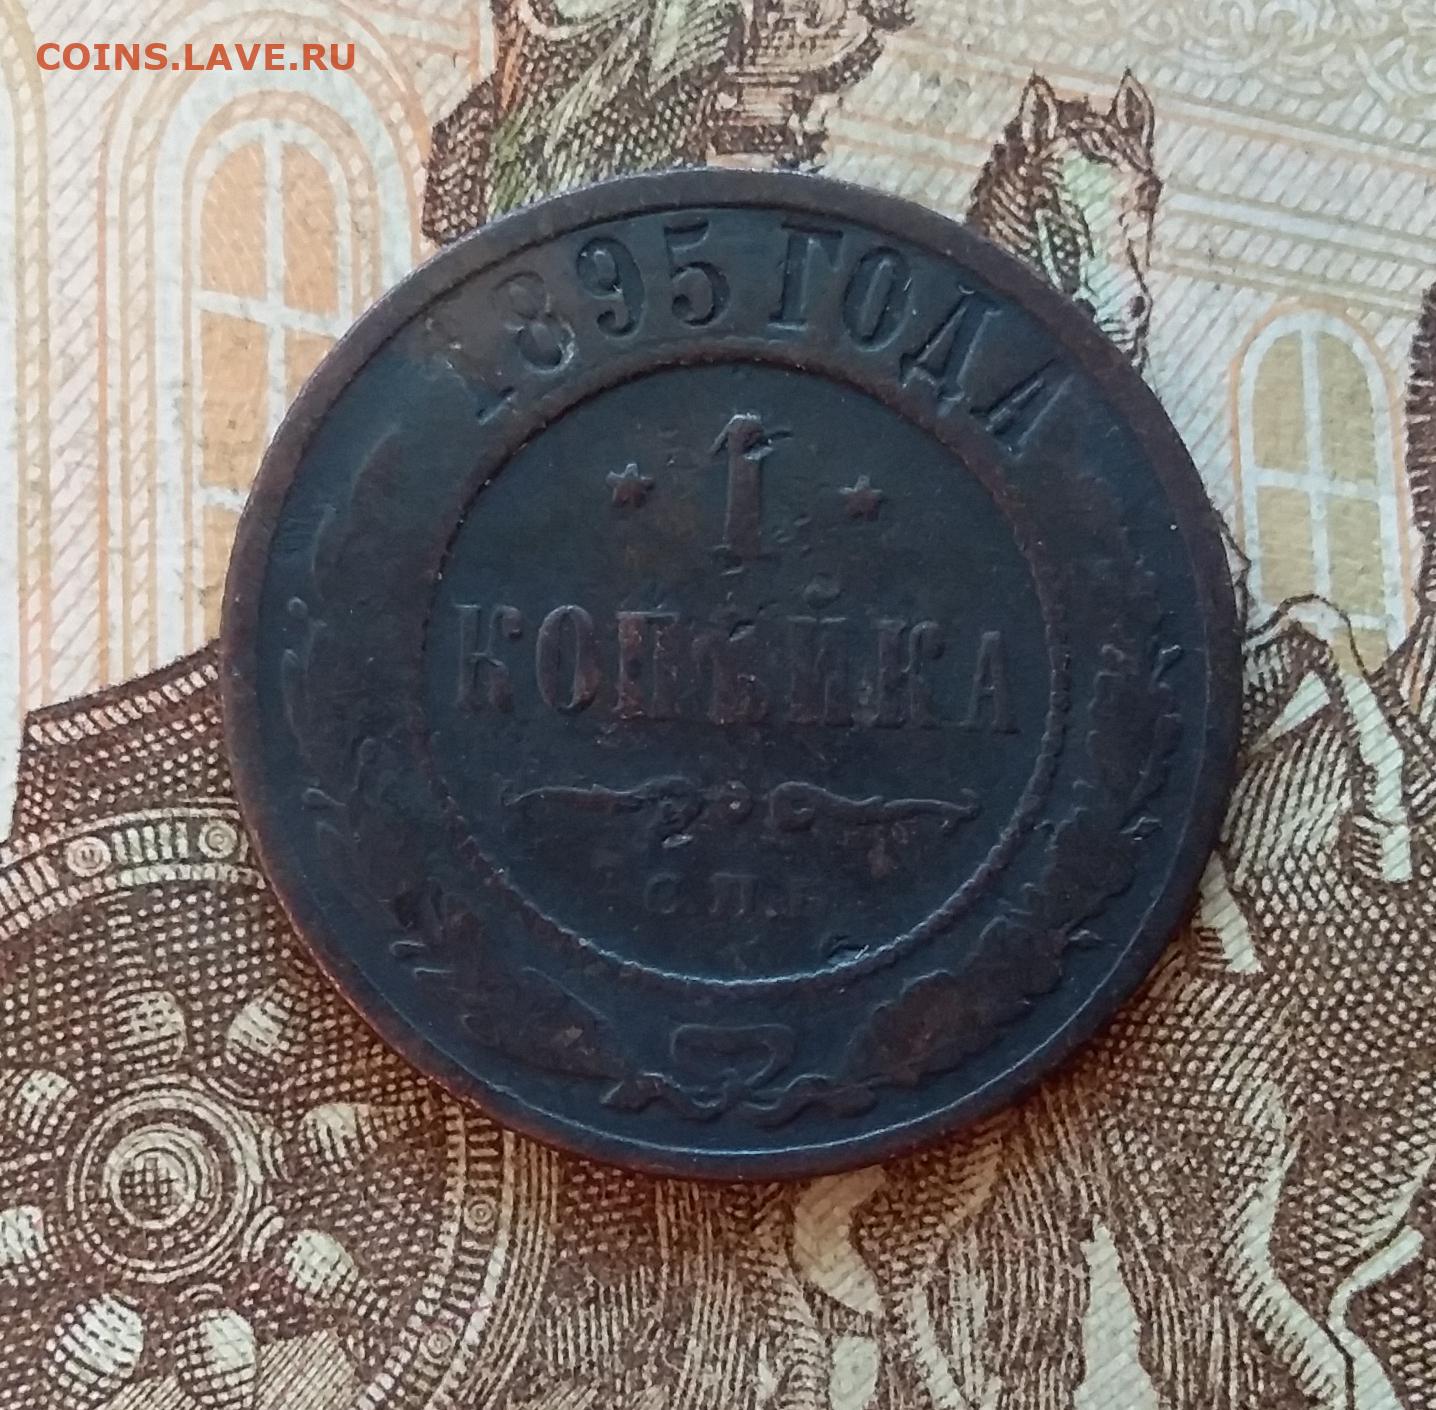 COINS.LAVE.RU
1895 ГОДА
* 1 *
КОПѢЙКА
С.П.Б.